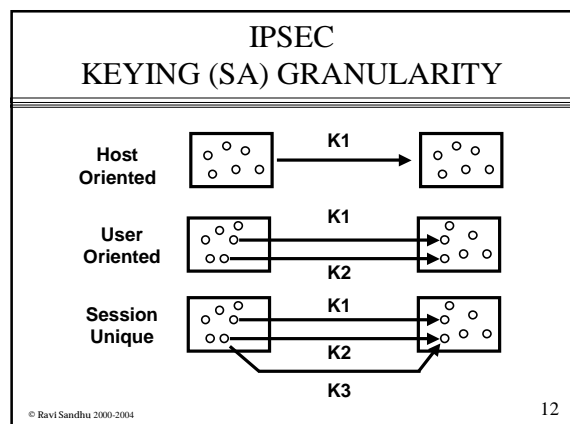 IPSEC
KEYING (SA) GRANULARITY
Host
Oriented
K1
User
Oriented
K1
K2
Session
Unique
K1
K2
K3
© Ravi Sandhu 2000-2004
12